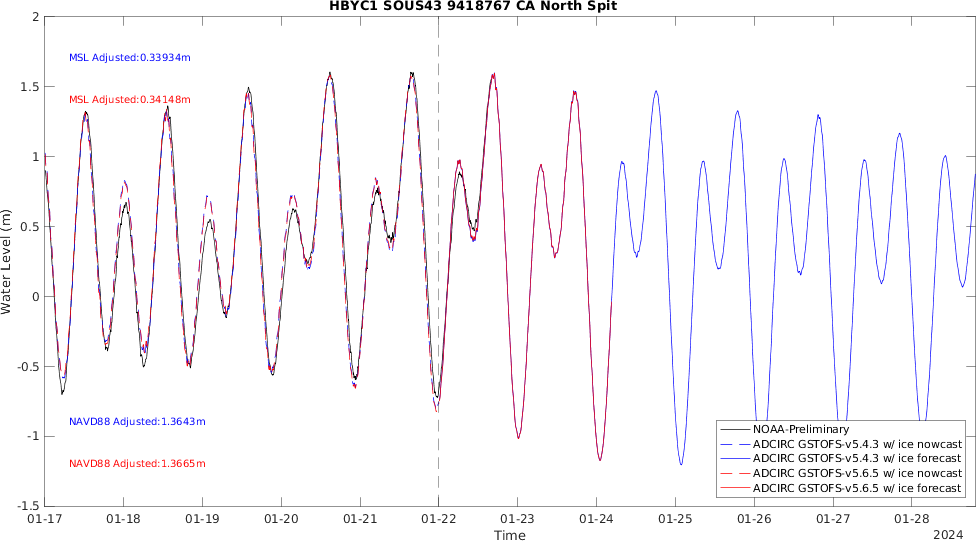 HBYC1 SOUS43 9418767 CA North Spit
2
1.5
1
0.5
0
-0.5
-1
-1.5
Water Level (m)
MSL Adjusted:0.33934m
MSL Adjusted:0.34148m
NAVD88 Adjusted:1.3643m
NAVD88 Adjusted:1.3665m
NOAA-Preliminary
ADCIRC GSTOFS-v5.4.3 w/ ice nowcast
ADCIRC GSTOFS-v5.4.3 w/ ice forecast
ADCIRC GSTOFS-v5.6.5 w/ ice nowcast
ADCIRC GSTOFS-v5.6.5 w/ ice forecast
01-17 01-18 01-19 01-20 01-21 01-22 01-23 01-24 01-25 01-26 01-27 01-28
Time
2024